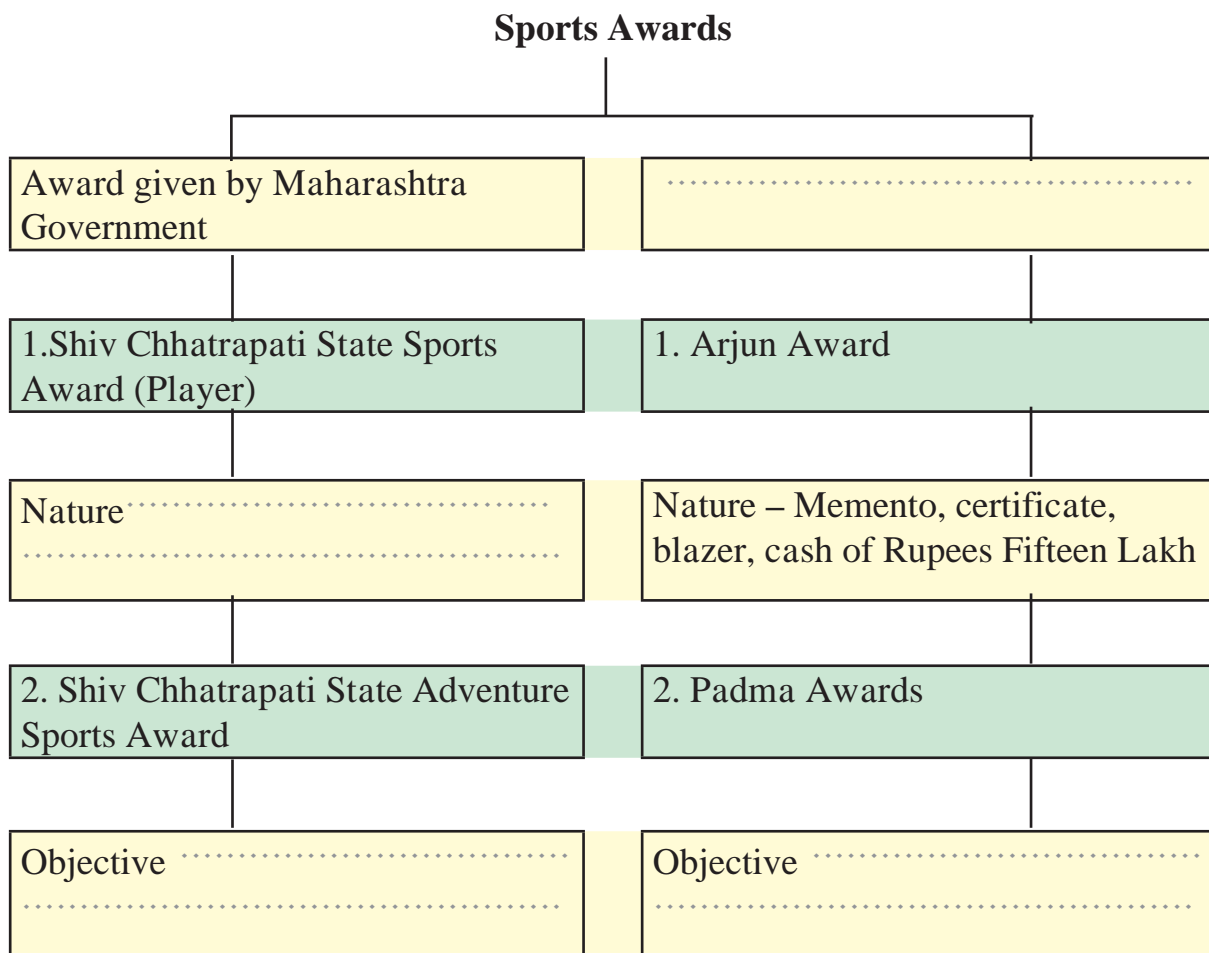 Sports Awards
Award given by Maharashtra
Government
1.Shiv Chhatrapati State Sports
Award (Player)
1. Arjun Award
Nature
Nature – Memento, certificate,
blazer, cash of Rupees Fifteen Lakh
2. Shiv Chhatrapati State Adventure
Sports Award
2. Padma Awards
Objective
Objective